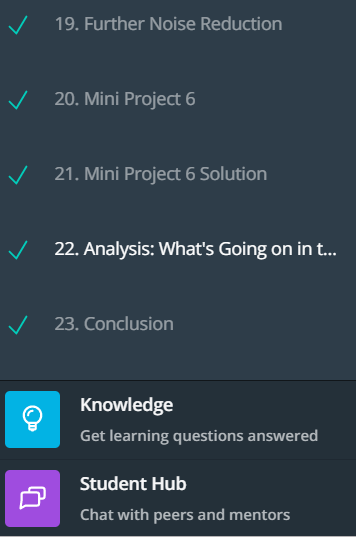 19. Further Noise Reduction
20. Mini Project 6
21. Mini Project 6 Solution
22. Analysis: What's Going on in t...
23. Conclusion
Knowledge
Get learning questions answered
Student Hub
Chat with peers and mentors